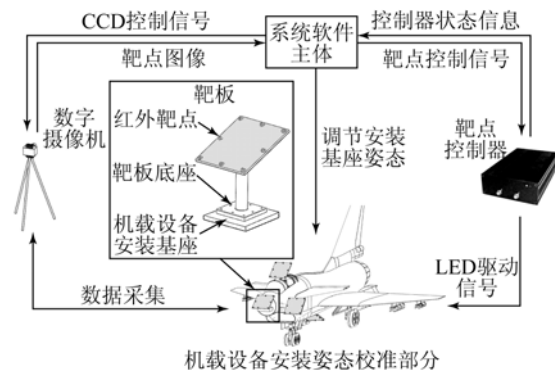 CCD控制信号
靶点图像
系统软件
主体
控制器状态信息
靶点控制信号
数字
摄像机
靶板
红外靶点
靶板底座
机载设备
安装基座
调节安装
基座姿态
靶点
控制器
数据采集
LED驱动
信号
机载设备安装姿态校准部分